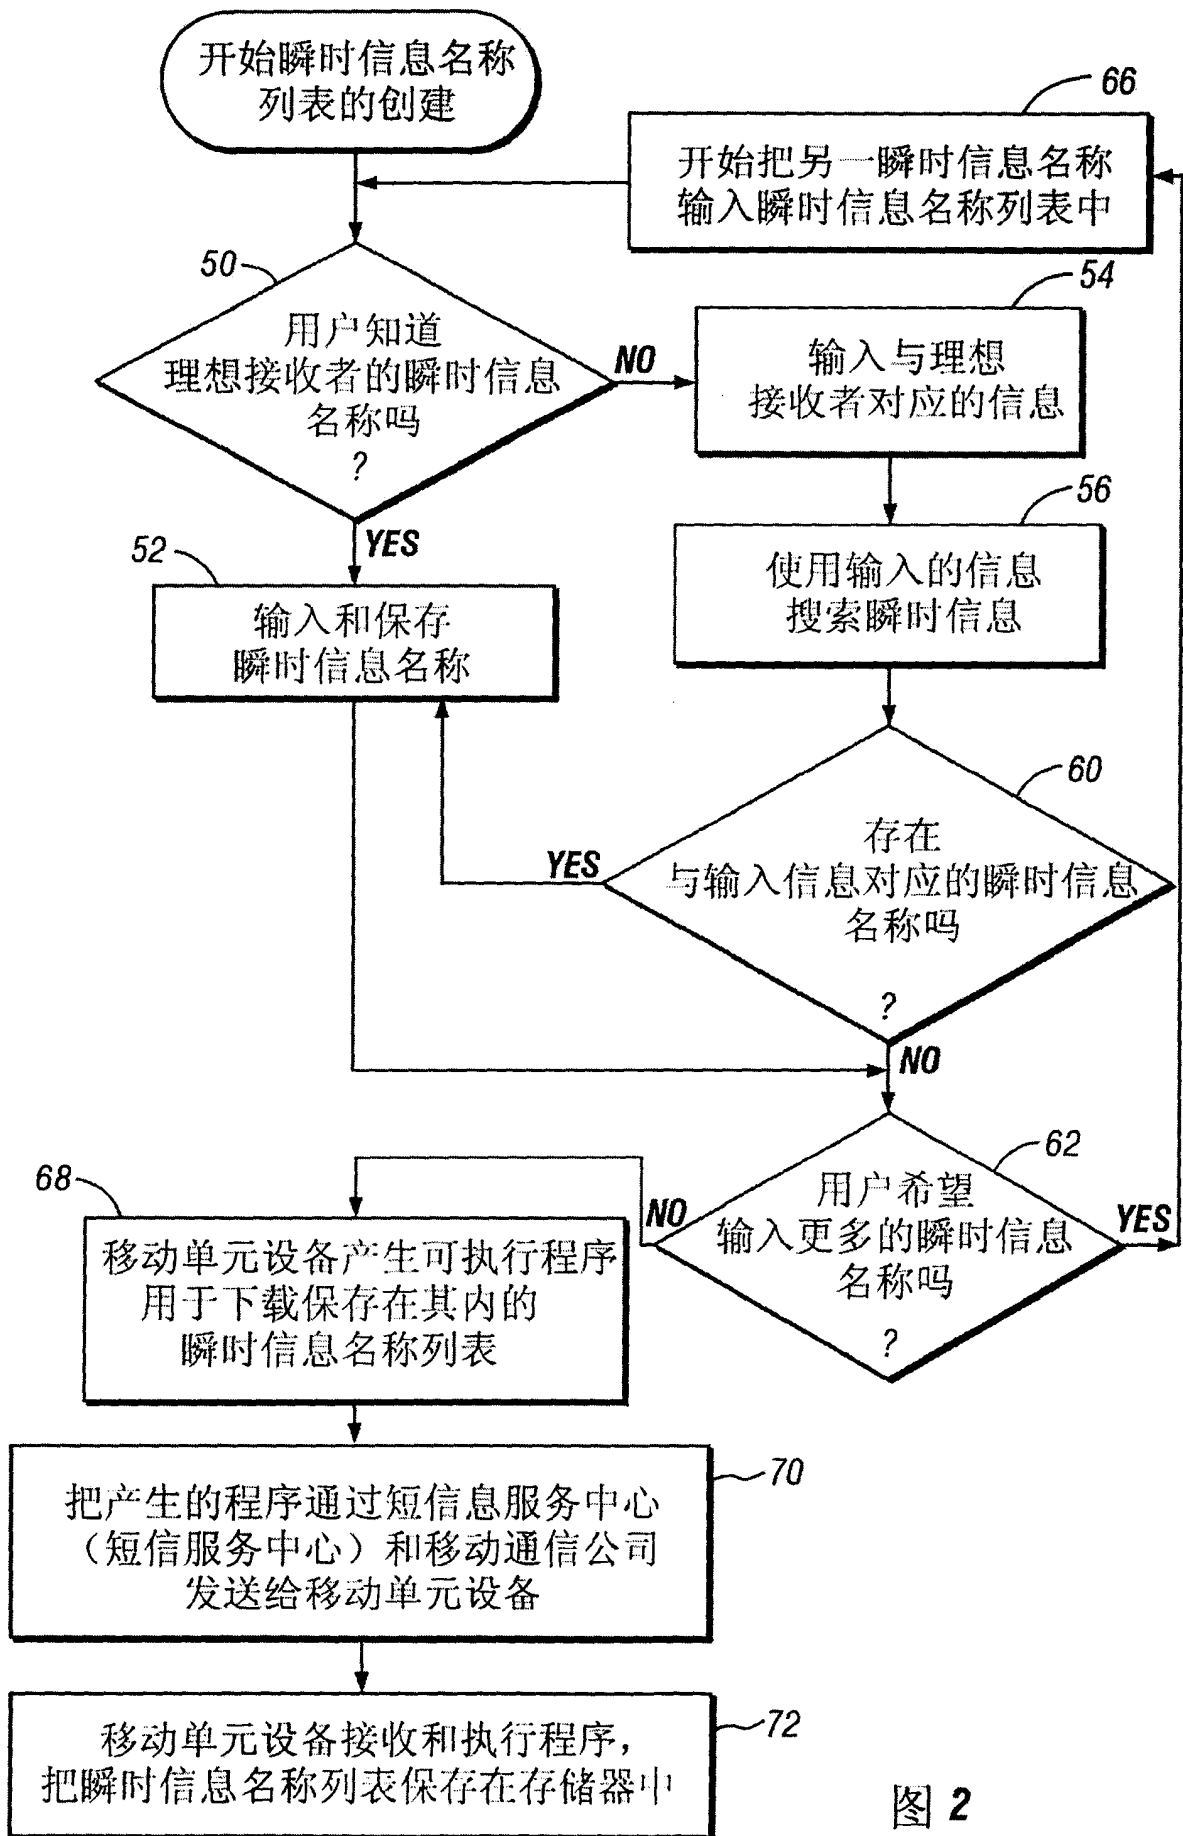 开始瞬时信息名称
列表的创建
66
开始把另一瞬时信息名称
输入瞬时信息名称列表中
50
用户知道
理想接收者的瞬时信息
名称吗
?
NO
54
输入与理想
接收者对应的信息
YES
52
输入和保存
瞬时信息名称
56
使用输入的信息
搜索瞬时信息
60
存在
与输入信息对应的瞬时信息
名称吗
?
YES
NO
62
用户希望
输入更多的瞬时信息
名称吗
?
NO
YES
68
移动单元设备产生可执行程序
用于下载保存在其内的
瞬时信息名称列表
70
把产生的程序通过短信息服务中心
（短信服务中心）和移动通信公司
发送给移动单元设备
72
移动单元设备接收和执行程序，
把瞬时信息名称列表保存在存储器中
图 2